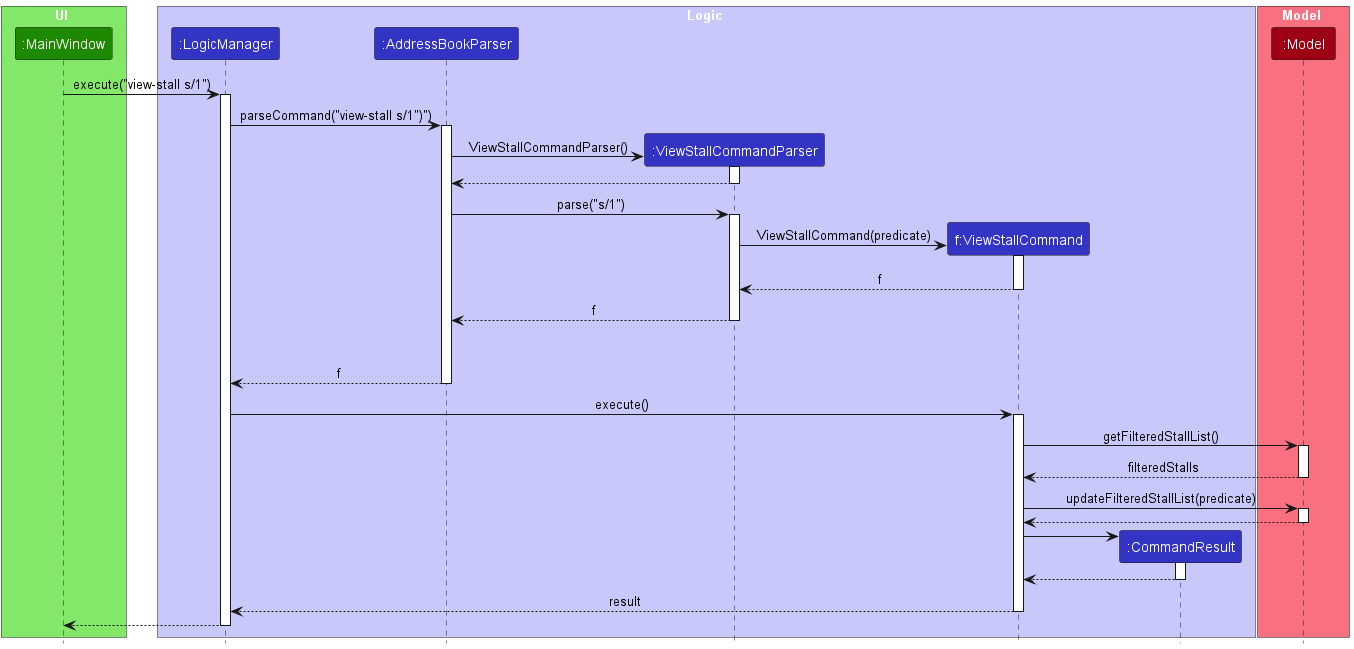 UI
Logic
Model
:MainWindow
:LogicManager
:AddressBookParser
:Model
execute("view-stall s/1")
parseCommand("view-stall s/1")")
ViewStallCommandParser()
:ViewStallCommandParser
parse("s/1")
ViewStallCommand(predicate)
f:ViewStallCommand
f
f
f
execute()
getFilteredStallList()
filteredStalls
updateFilteredStallList(predicate)
:CommandResult
result